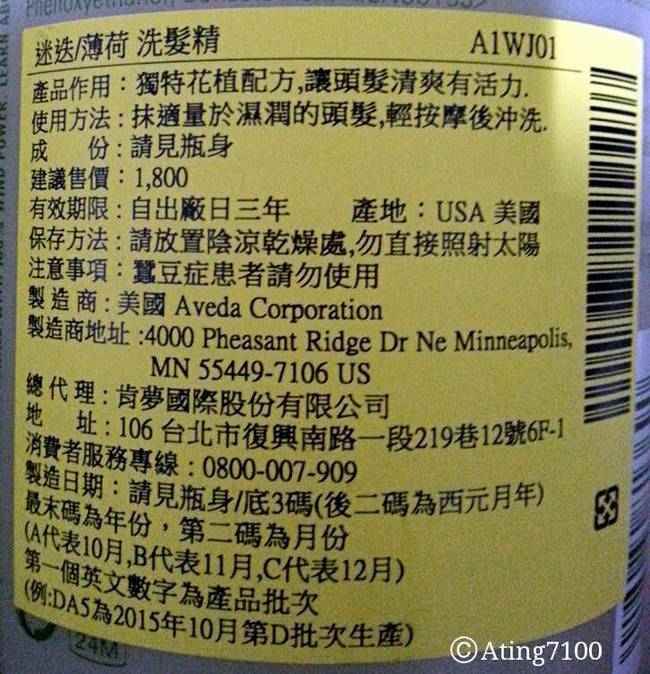 迷迭/薄荷 洗髮精 A1WJ01
產品作用：獨特花植配方,讓頭髮清爽有活力.
使用方法：抹適量於濕潤的頭髮,輕按摩後沖洗.
成 份：請見瓶身
建議售價：1,800
有效期限：自出廠日三年 產地：USA 美國
保存方法：請放置陰涼乾燥處,勿直接照射太陽
注意事項：蠶豆症患者請勿使用
製造商：美國 Aveda Corporation
製造商地址:4000 Pheasant Ridge Dr Ne Minneapolis,
MN 55449-7106 US
總代理：肯夢國際股份有限公司
地 址：106 台北市復興南路一段219巷12號6F-1
消費者服務專線：0800-007-909
製造日期：請見瓶身/底3碼(後二碼為西元月年)
最末碼為年份，第二碼為月份
(A代表10月,B代表11月,C代表12月)
第一個英文數字為產品批次
(例:DA5為2015年10月第D批次生產)
24M
©Ating7100